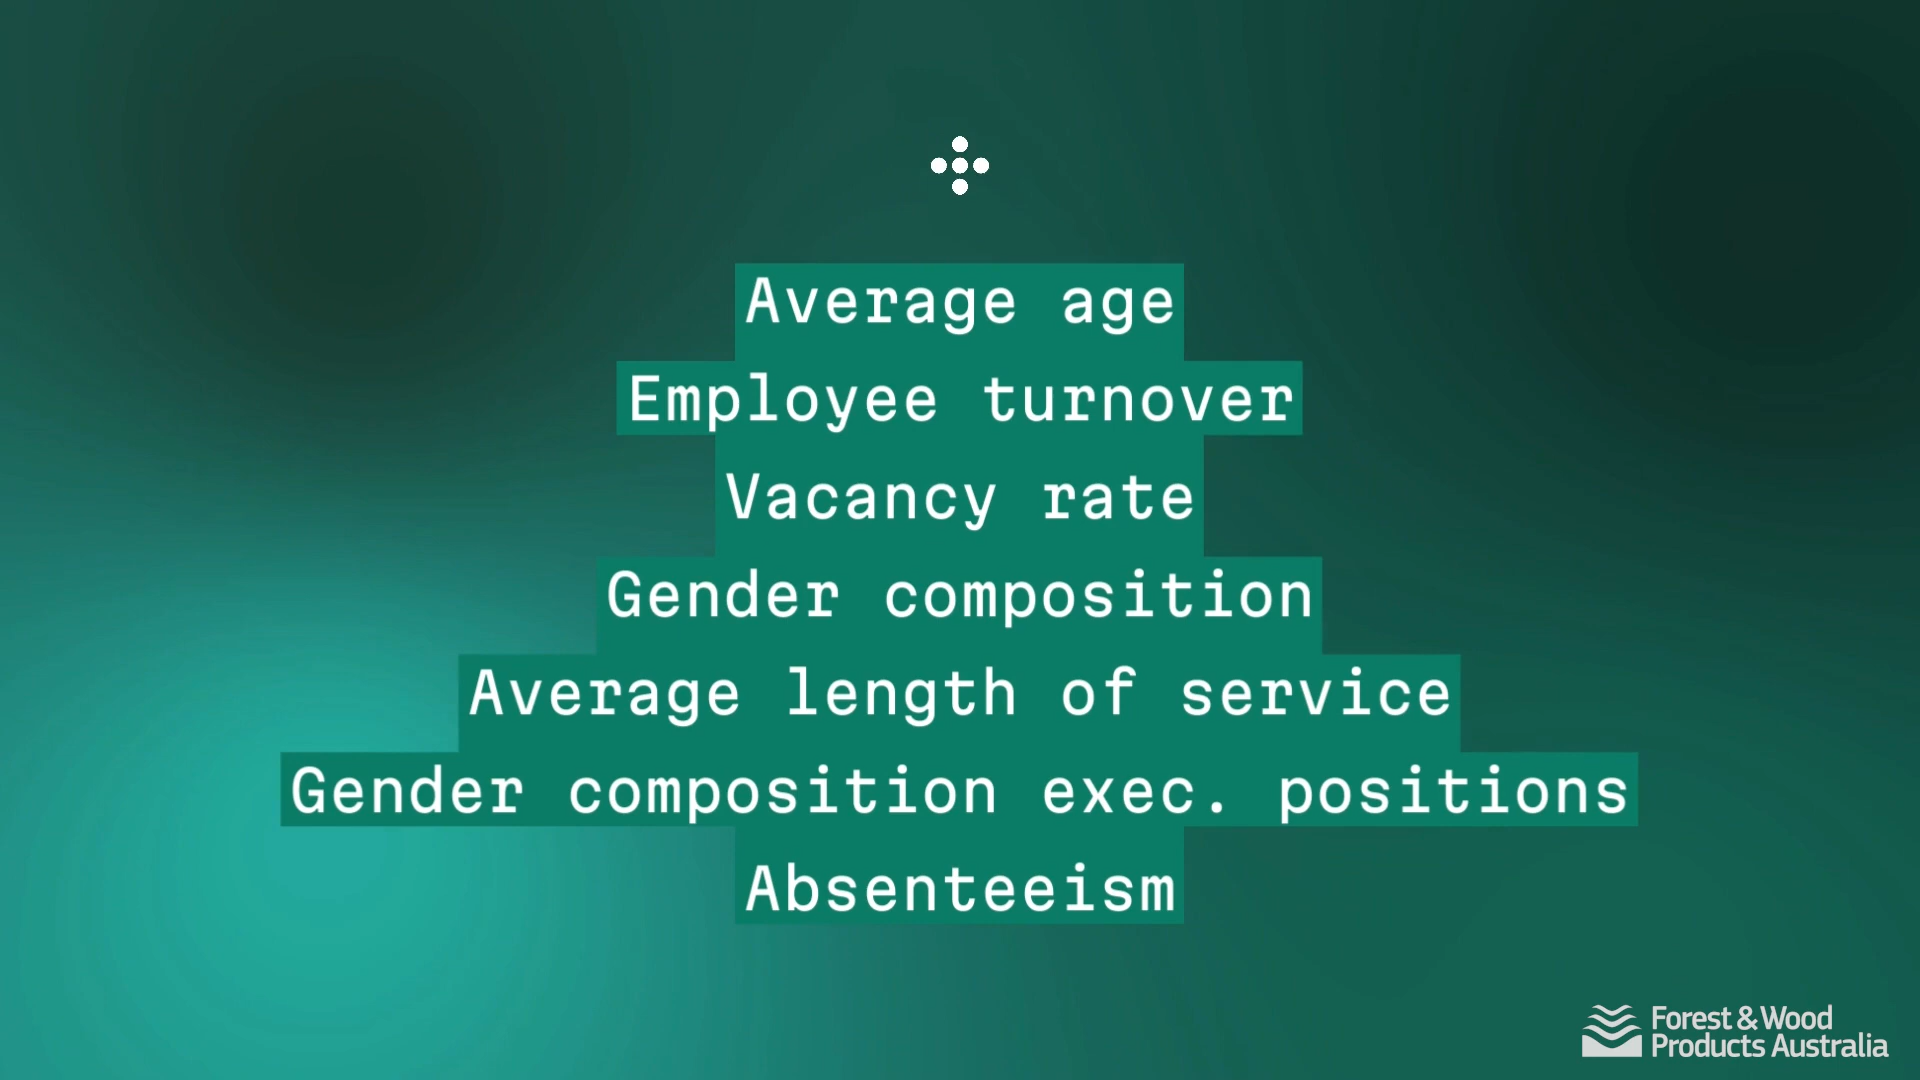 Average age
Employee turnover
Vacancy rate
Gender composition
Average length of service
Gender composition exec. positions
Absenteeism
Forest & Wood
Products Australia